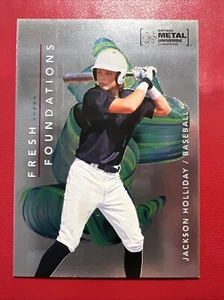 METAL
UNIVERSE
FRESH
FOUNDATIONS
JACKSON HOLLIDAY / BASEBALL